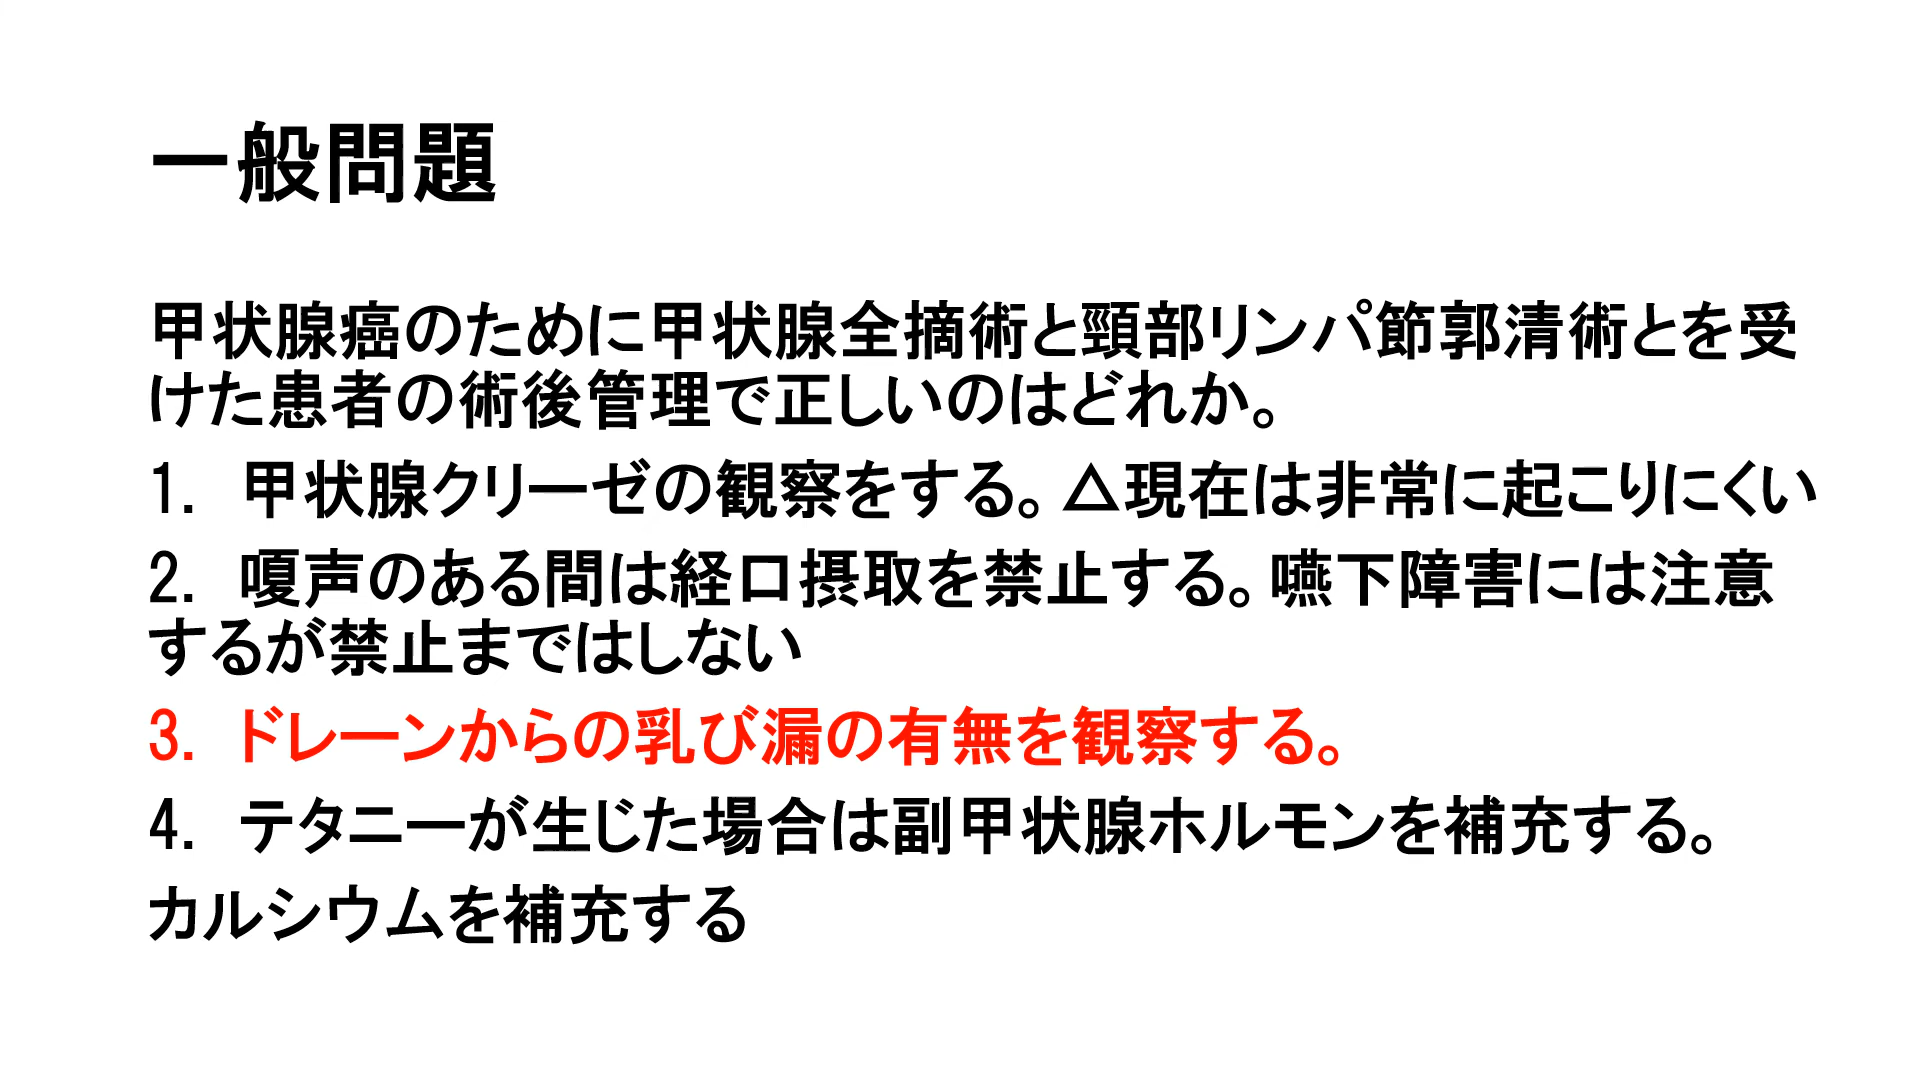 一般問題
甲状腺癌のために甲状腺全摘術と頸部リンパ節郭清術とを受
けた患者の術後管理で正しいのはどれか。
1. 甲状腺クリーゼの観察をする。△現在は非常に起こりにくい
2. 嗄声のある間は経口摂取を禁止する。嚥下障害には注意
するが禁止まではしない
3. ドレーンからの乳び漏の有無を観察する。
4. テタニーが生じた場合は副甲状腺ホルモンを補充する。
カルシウムを補充する